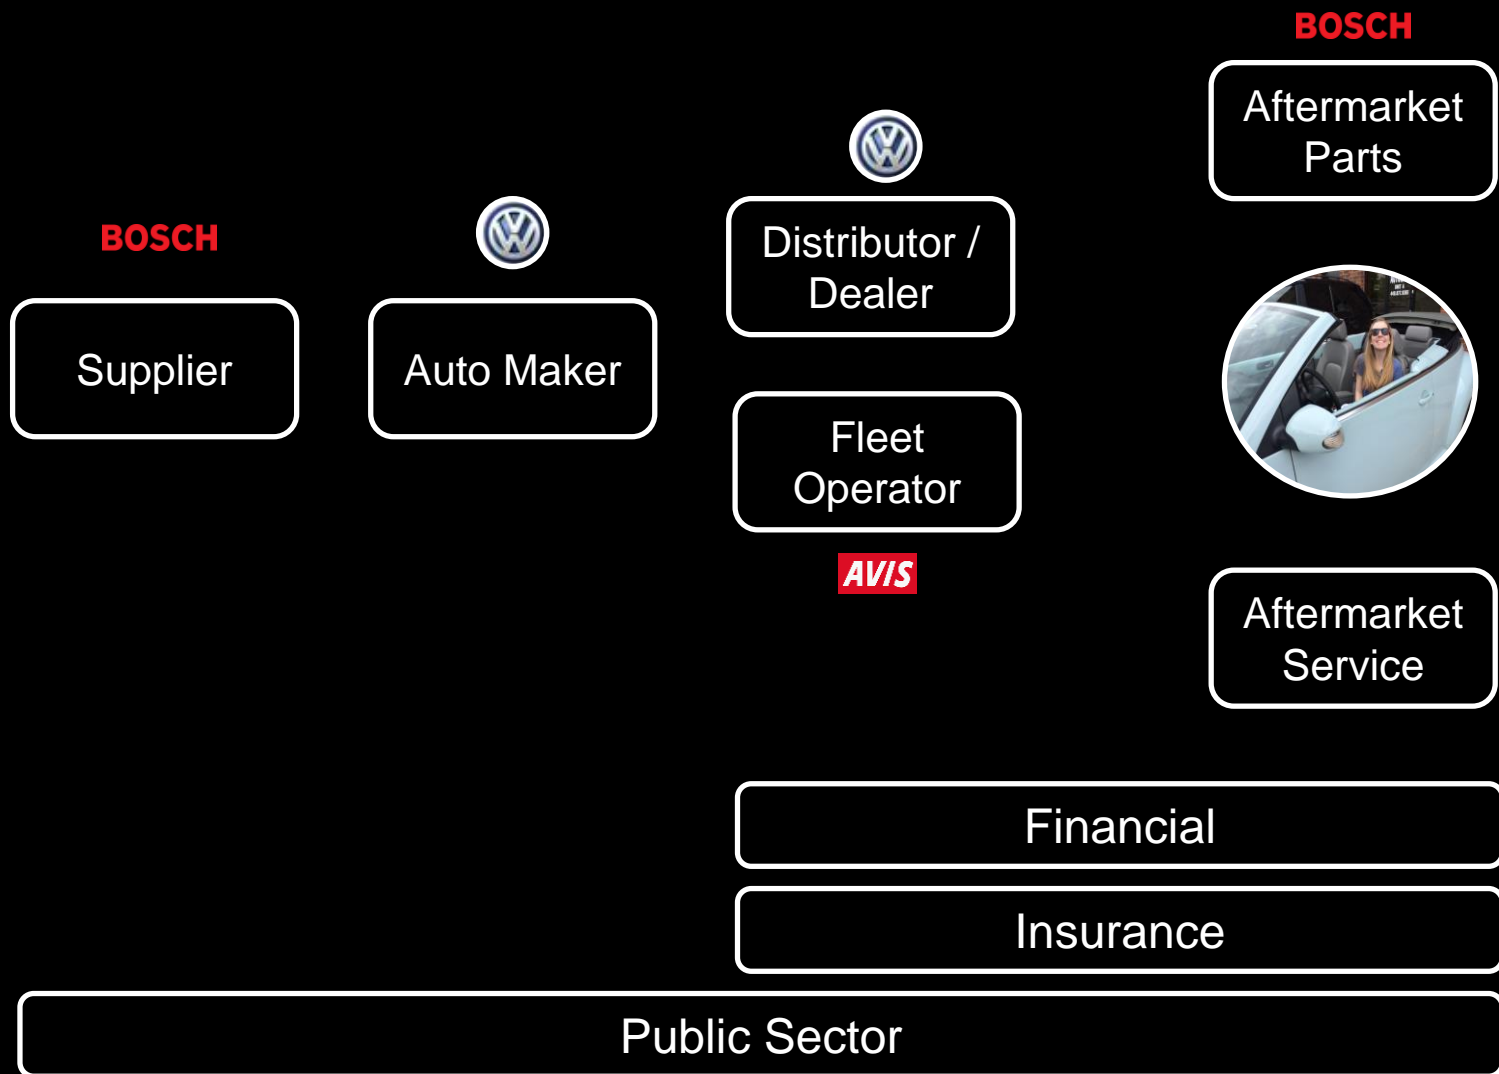 BOSCH
Aftermarket
Parts
Distributor /
Dealer
BOSCH
Supplier
Auto Maker
Fleet
Operator
AVIS
Aftermarket
Service
Financial
Insurance
Public Sector